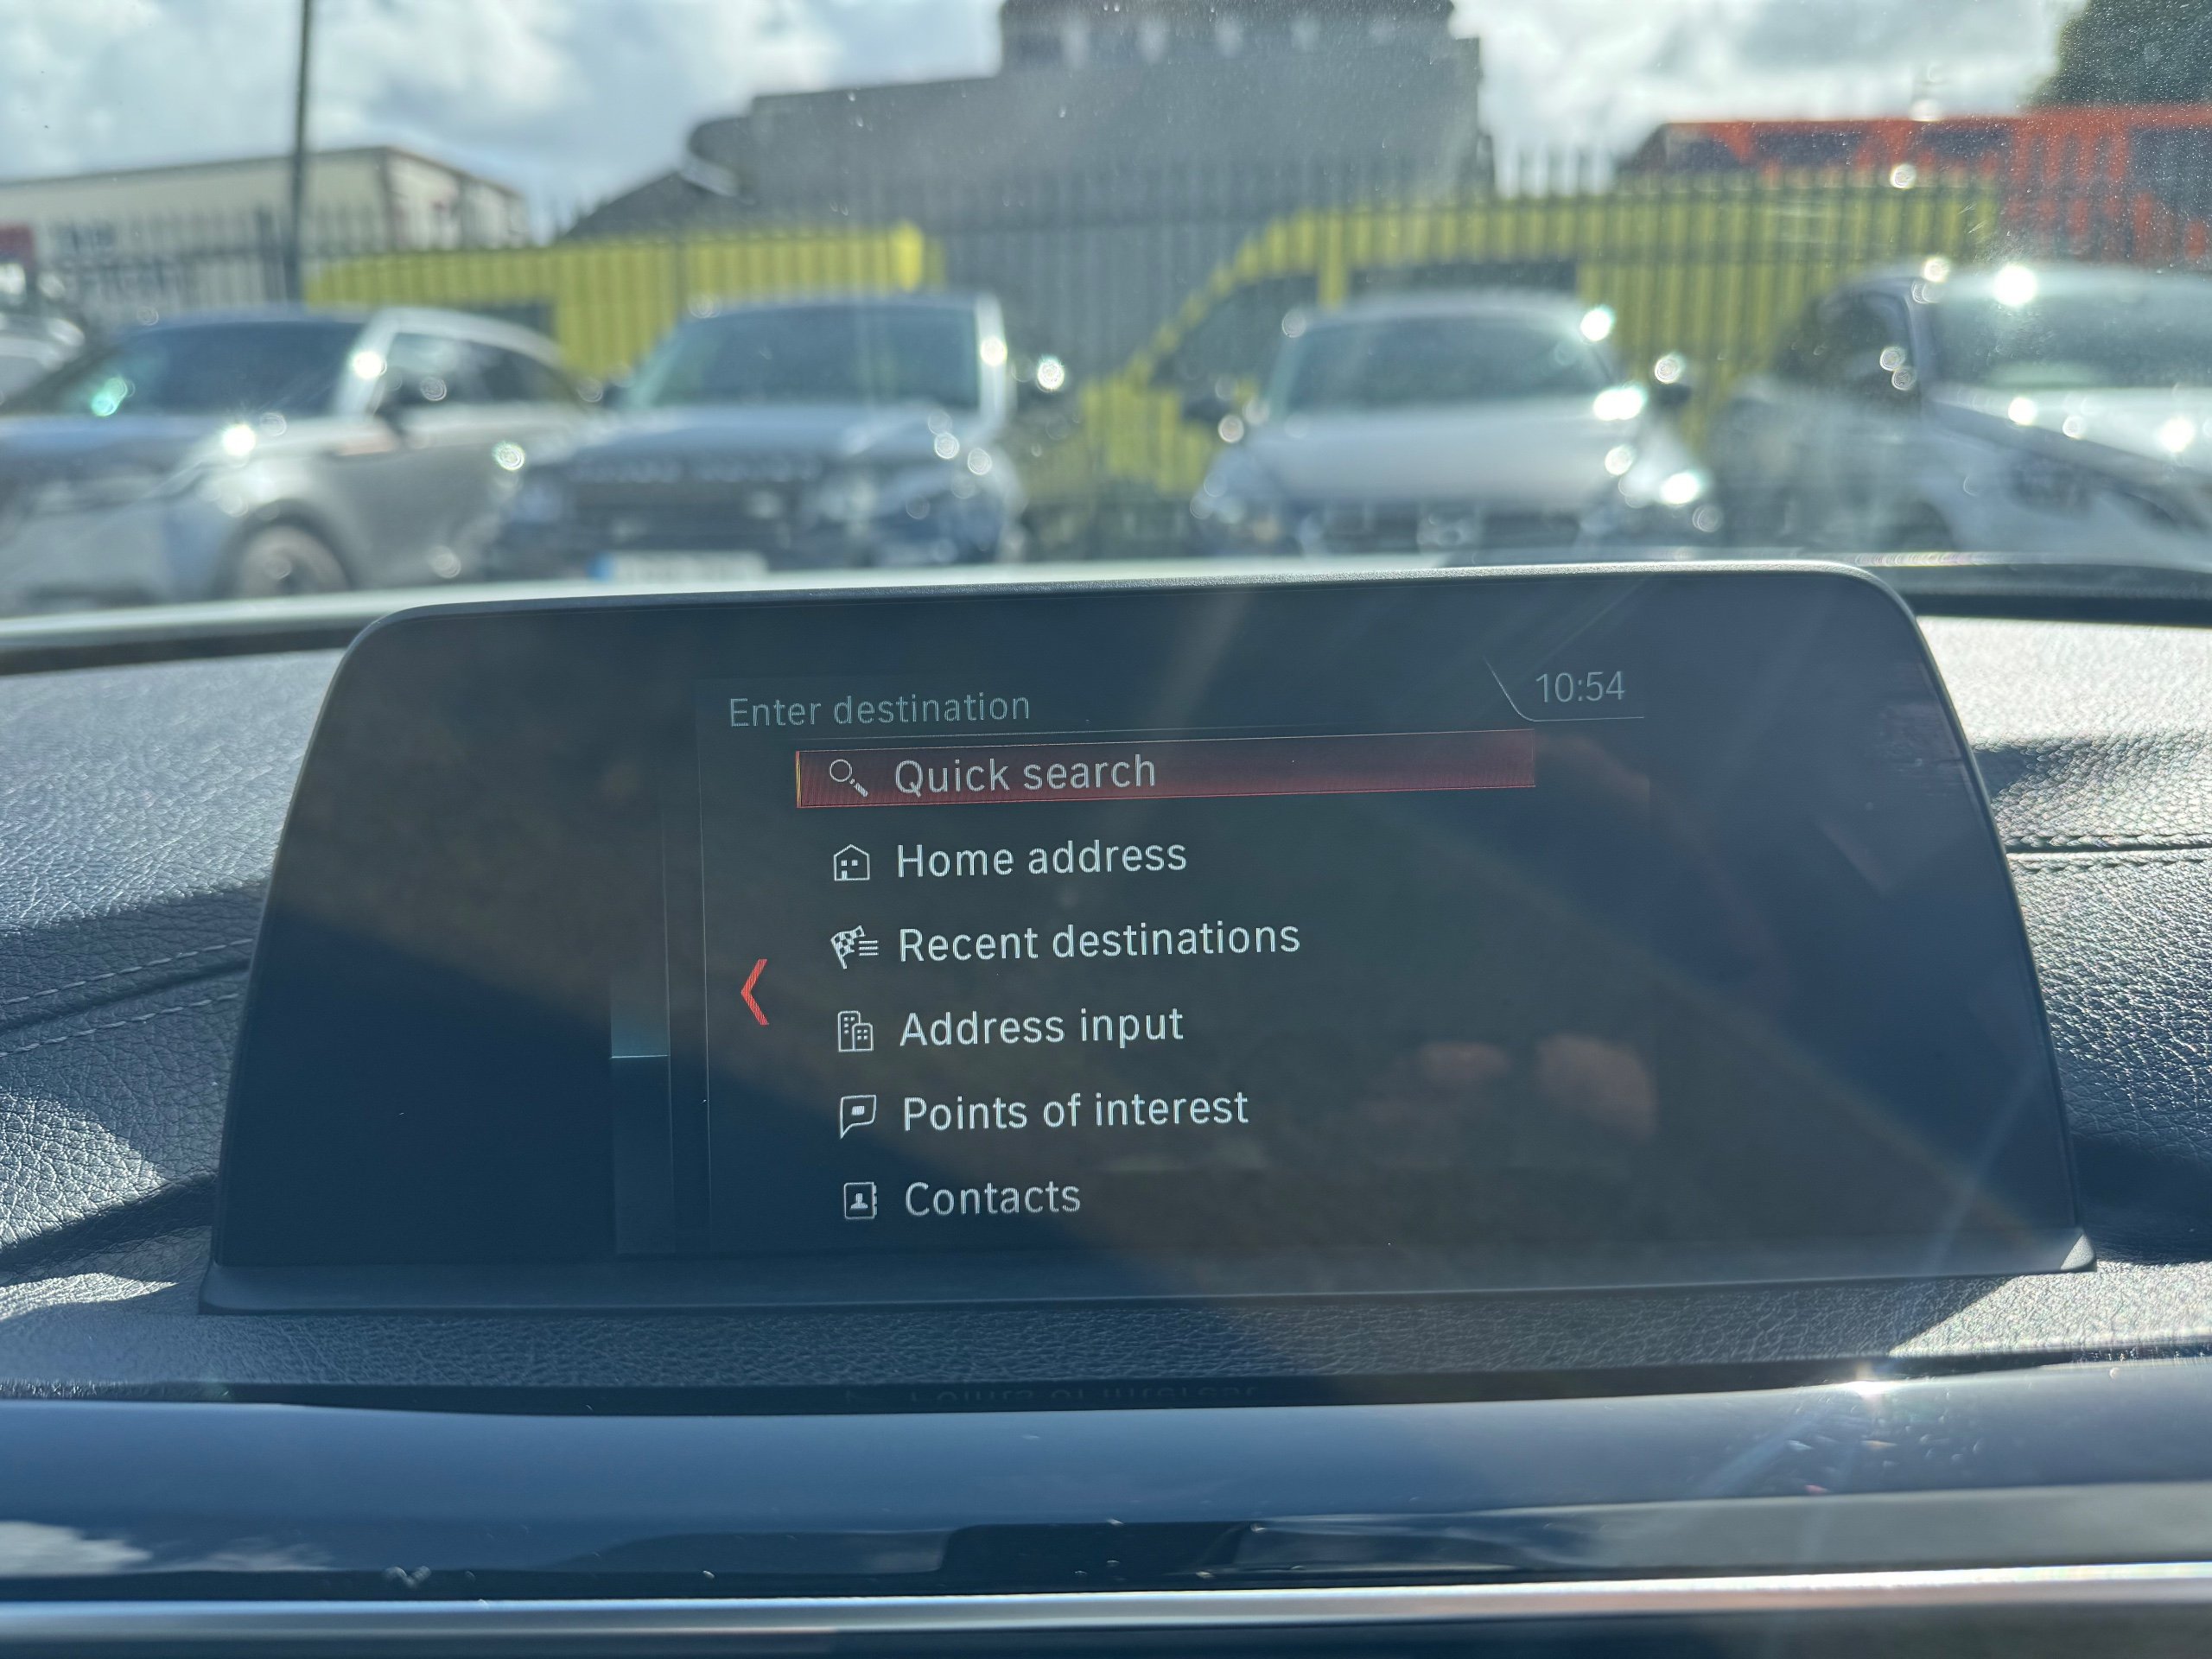 Enter destination
10:54
Quick search
Home address
Recent destinations
Address input
Points of interest
Contacts